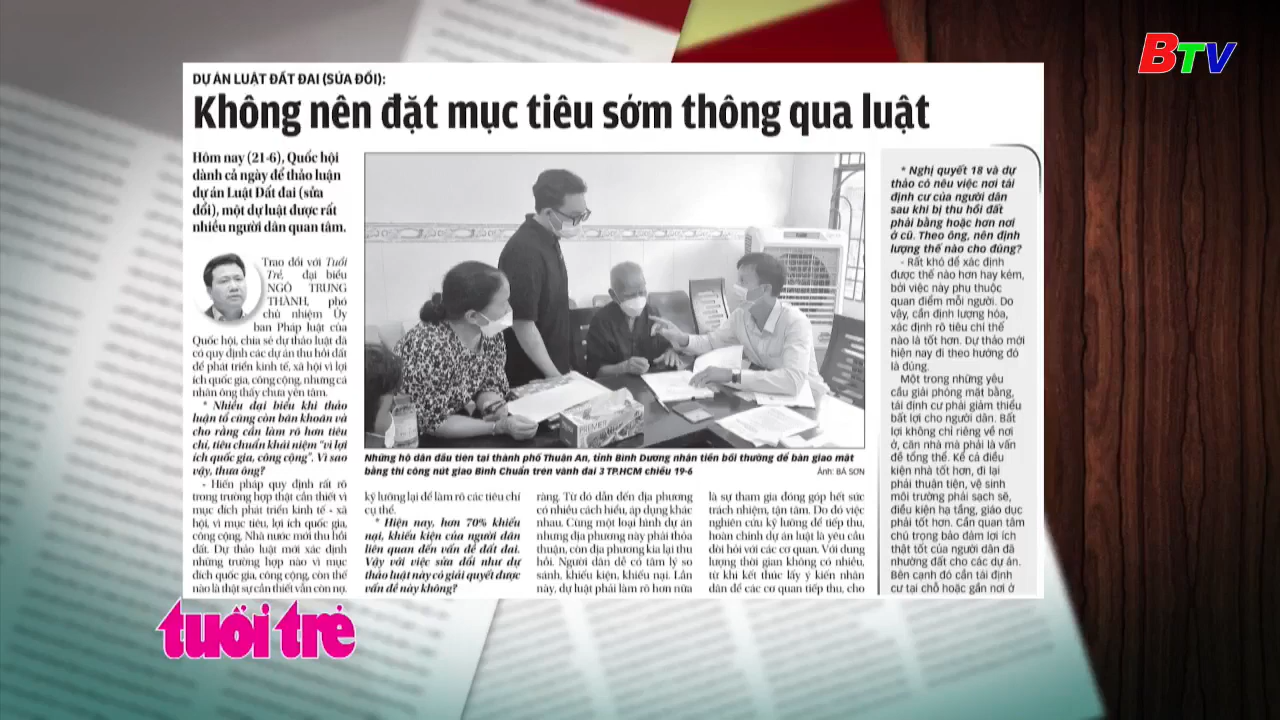 BTV
DỰ ÁN LUẬT ĐẤT ĐAI (SỬA ĐỔI):
Không nên đặt mục tiêu sớm thông qua luật
Hôm nay (21-6), Quốc hội
dành cả ngày để thảo luận
dự án Luật Đất đai (sửa
đổi), một dự luật được rất
nhiều người dân quan tâm.
Trao đổi với Tuổi
Trẻ, đại biểu
NGÔ TRUNG
THÀNH, phó
chủ nhiệm Ủy
ban Pháp luật của
Quốc hội, chia sẻ dự thảo luật đã
có quy định các dự án thu hồi đất
để phát triển kinh tế, xã hội vì lợi
ích quốc gia, công cộng, nhưng cá
nhân ông thấy chưa yên tâm.
* Nhiều đại biểu khi thảo
luận tổ cũng còn băn khoăn và
cho rằng cần làm rõ hơn tiêu
chí, tiêu chuẩn khái niệm "vì lợi
ích quốc gia, công cộng". Vì sao
vậy, thưa ông?
- Hiến pháp quy định rất rõ
trong trường hợp thật cần thiết vì
mục đích phát triển kinh tế - xã
hội, vì mục tiêu, lợi ích quốc gia,
công cộng, Nhà nước mới thu hồi
đất. Dự thảo luật mới xác định
những trường hợp nào vì mục
đích quốc gia, công cộng, còn thế
nào là thật sự cần thiết vẫn còn nợ.
Những hộ dân đầu tiên tại thành phố Thuận An, tỉnh Bình Dương nhận tiền bồi thường để bàn giao mặt
bằng thi công nút giao Bình Chuẩn trên vành đai 3 TP.HCM chiều 19-6
Ảnh: BÁ SƠN
kỹ lưỡng lại để làm rõ các tiêu chí
cụ thể.
* Hiện nay, hơn 70% khiếu
nại, khiếu kiện của người dân
liên quan đến vấn đề đất đai.
Vậy với việc sửa đổi như dự
thảo luật này có giải quyết được
vấn đề này không?
ràng. Từ đó dẫn đến địa phương
có nhiều cách hiểu, áp dụng khác
nhau. Cùng một loại hình dự án
nhưng địa phương này phải thỏa
thuận, còn địa phương kia lại thu
hồi. Người dân dễ có tâm lý so
sánh, khiếu kiện, khiếu nại. Lần
này, dự luật phải làm rõ hơn nữa
là sự tham gia đóng góp hết sức
trách nhiệm, tận tâm. Do đó việc
nghiên cứu kỹ lưỡng để tiếp thu,
hoàn chỉnh dự án luật là yêu cầu
đòi hỏi với các cơ quan. Với dung
lượng thời gian không có nhiều,
từ khi kết thúc lấy ý kiến nhân
dân để các cơ quan tiếp thu, cho
* Nghị quyết 18 và dự
thảo có nêu việc nơi tái
định cư của người dân
sau khi bị thu hồi đất
phải bằng hoặc hơn nơi
ở cũ. Theo ông, nên định
lượng thế nào cho đúng?
- Rất khó để xác định
được thế nào hơn hay kém,
bởi việc này phụ thuộc
quan điểm mỗi người. Do
vậy, cần định lượng hóa,
xác định rõ tiêu chí thế
nào là tốt hơn. Dự thảo mới
hiện nay đi theo hướng đó
là đúng.
Một trong những yêu
cầu giải phóng mặt bằng,
tái định cư phải giảm thiểu
bất lợi cho người dân. Bất
lợi không chỉ riêng về nơi
ở, căn nhà mà phải là vấn
đề tổng thể. Kể cả điều
kiện nhà tốt hơn, đi lại
phải thuận tiện, vệ sinh
môi trường phải sạch sẽ,
điều kiện hạ tầng, giáo dục
phải tốt hơn. Cần quan tâm
chú trọng bảo đảm lợi ích
thật tốt của người dân đã
nhường đất cho các dự án.
Bên cạnh đó cần tái định
cư tại chỗ hoặc gần nơi ở
tuổi trẻ